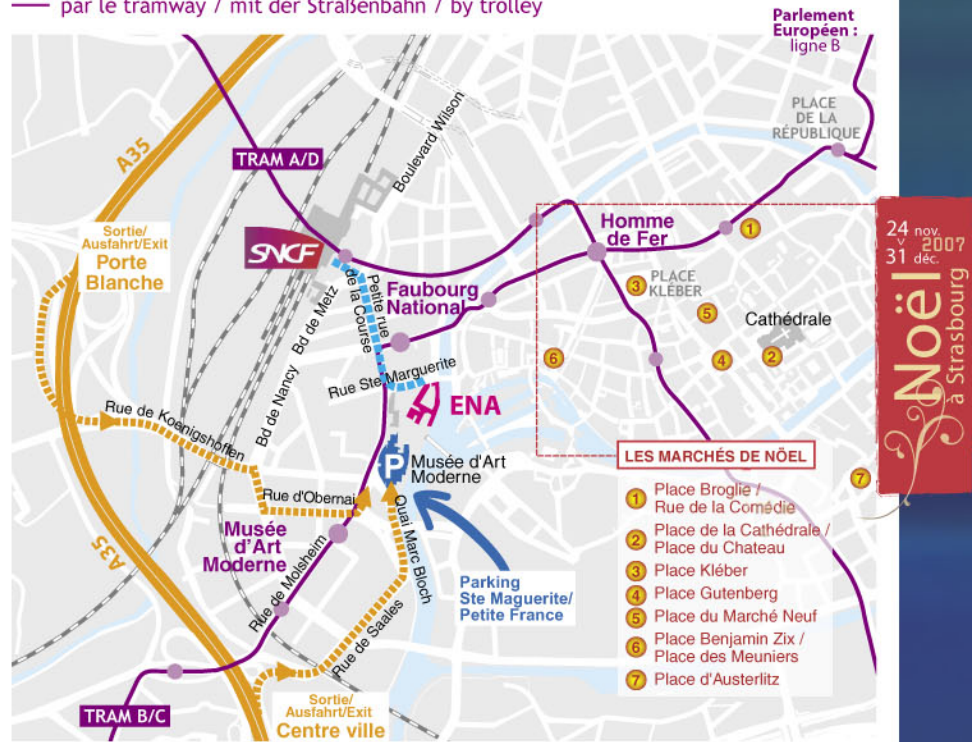 par le tramway / mit der Straßenbahn / by trolley
Parlement
Européen :
ligne B
PLACE
DE LA
RÉPUBLIQUE
A35
Boulevard Wilson
TRAM A/D
Sortie/
Ausfahrt/Exit
Porte
Blanche
SNCF
Homme
de Fer
1
24 nov.
v
31 déc.
2007
Noël
à Strasbourg
Bd de Metz
Petite rue
de la Course
Faubourg
National
3
PLACE
KLÉBER
5
Cathédrale
6
4
2
Rue Ste Marguerite
ENA
Bd de Nancy
Rue de Koenigshoffen
P
Musée d'Art
Moderne
Rue d'Obernai
Quai Marc Bloch
Musée
d'Art
Moderne
Rue de Molsheim
A35
Parking
Ste Maguerite/
Petite France
Rue de Saales
7
LES MARCHÉS DE NÖEL
1 Place Broglie /
Rue de la Comédie
2 Place de la Cathédrale /
Place du Chateau
3 Place Kléber
4 Place Gutenberg
5 Place du Marché Neuf
6 Place Benjamin Zix /
Place des Meuniers
7 Place d'Austerlitz
TRAM B/C
Sortie/
Ausfahrt/Exit
Centre ville